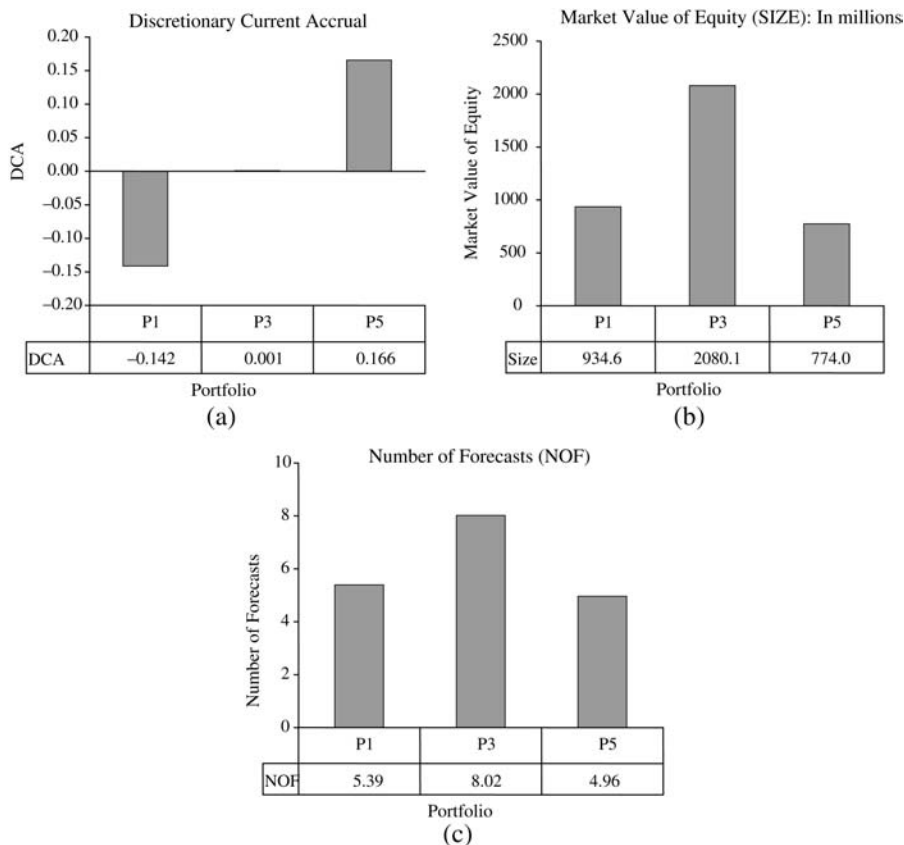 Discretionary Current Accrual
0.20
0.15
0.10
0.05
0.00
–0.05
–0.10
–0.15
–0.20
DCA
P1 P3 P5
DCA –0.142 0.001 0.166
Portfolio
(a)
Market Value of Equity (SIZE): In millions
2500
2000
1500
1000
500
0
Market Value of Equity
P1 P3 P5
Size 934.6 2080.1 774.0
Portfolio
(b)
Number of Forecasts (NOF)
10
8
6
4
2
0
Number of Forecasts
P1 P3 P5
NOF 5.39 8.02 4.96
Portfolio
(c)